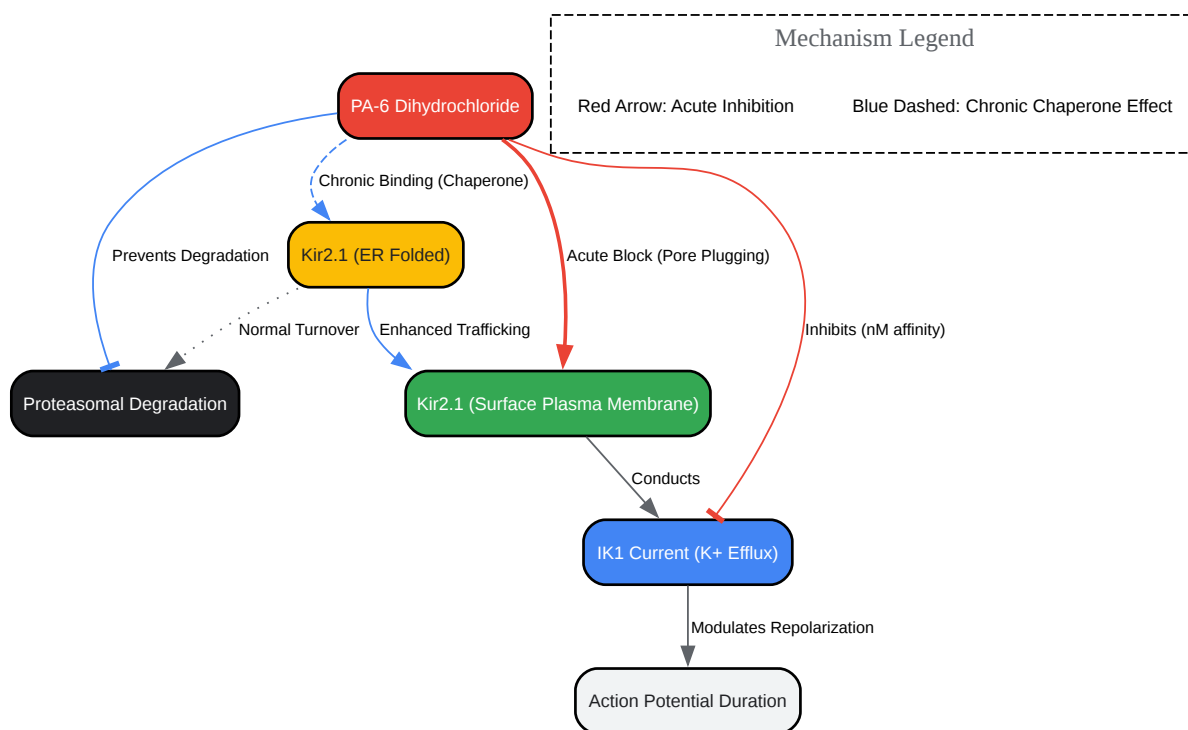 Mechanism Legend
Red Arrow: Acute Inhibition
Blue Dashed: Chronic Chaperone Effect
PA-6 Dihydrochloride
Chronic Binding (Chaperone)
Prevents Degradation
Kir2.1 (ER Folded)
Acute Block (Pore Plugging)
Normal Turnover
Enhanced Trafficking
Inhibits (nM affinity)
Proteasomal Degradation
Kir2.1 (Surface Plasma Membrane)
Conducts
IK1 Current (K+ Efflux)
Modulates Repolarization
Action Potential Duration